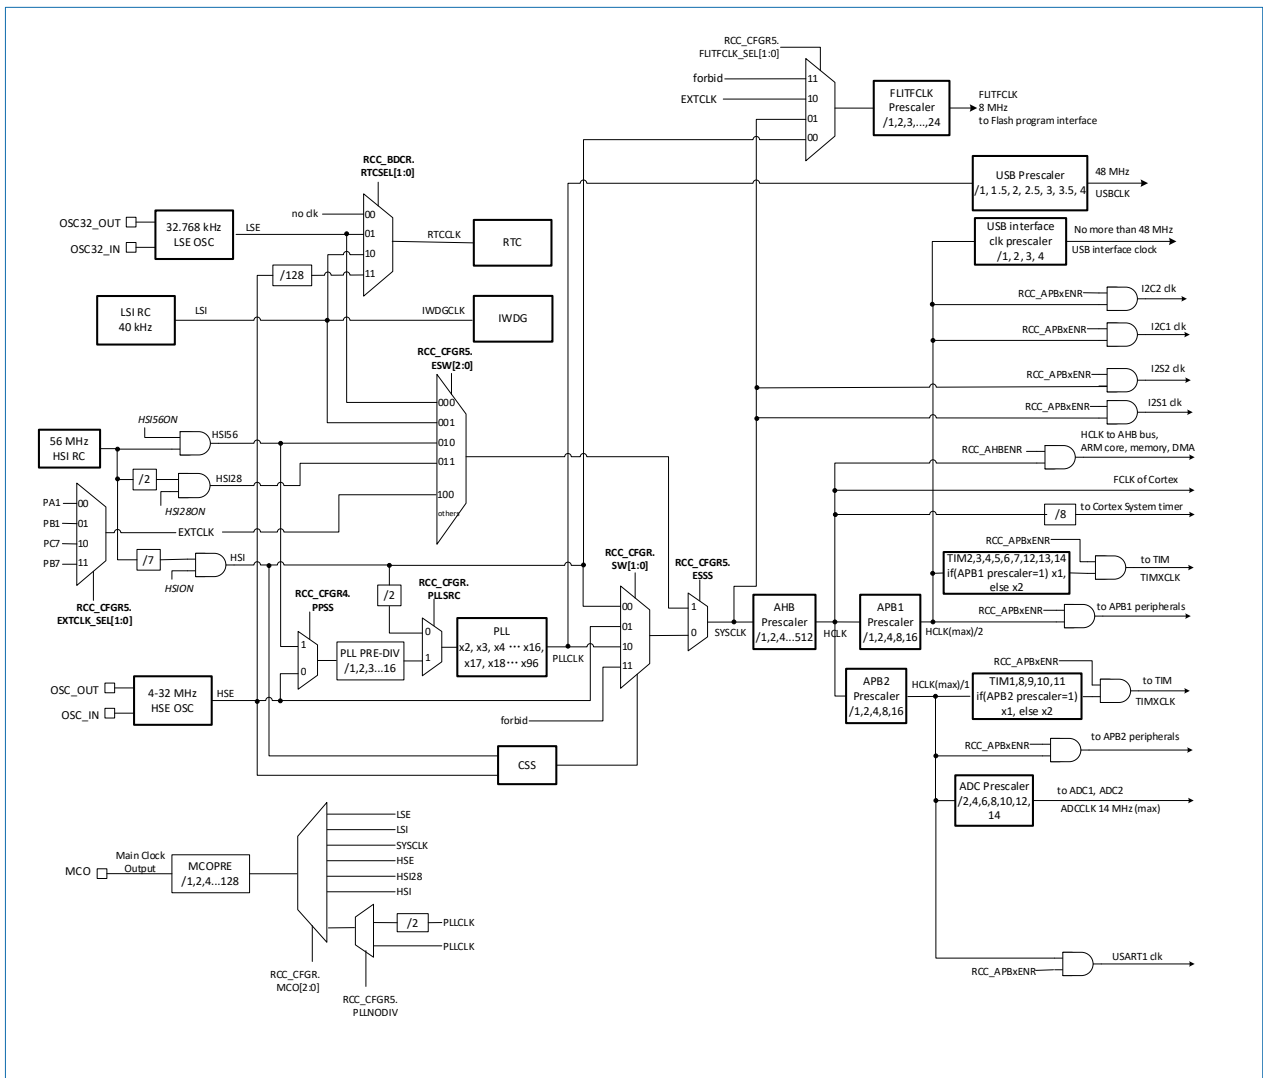 RCC_CFGR5.
FLITFCLK_SEL[1:0]
forbid
11
EXTCLK
10
01
00
FLITFCLK
Prescaler
/1,2,3,...,24
FLITFCLK
8 MHz
to Flash program interface
RCC_BDCR.
RTCSEL[1:0]
USB Prescaler
/1, 1.5, 2, 2.5, 3, 3.5, 4
48 MHz
USBCLK
OSC32_OUT
OSC32_IN
32.768 kHz
LSE OSC
LSE
no clk
00
01
10
11
/128
RTCCLK
RTC
USB interface
clk prescaler
/1, 2, 3, 4
No more than 48 MHz
USB interface clock
LSI RC
40 kHz
LSI
IWDGCLK
IWDG
RCC_APBxENR
I2C2 clk
RCC_APBxENR
I2C1 clk
RCC_APBxENR
I2S2 clk
RCC_APBxENR
I2S1 clk
RCC_CFGR5.
ESW[2:0]
000
001
010
011
100
others
HSI56ON
HSI56
56 MHz
HSI RC
/2
HSI28
HSI28ON
PA1
00
PB1
01
PC7
10
PB7
11
EXTCLK
RCC_CFGR5.
EXTCLK_SEL[1:0]
/7
HSI
HSION
RCC_AHBENR
HCLK to AHB bus,
ARM core, memory, DMA
FCLK of Cortex
/8
to Cortex System timer
RCC_CFGR4.
PPSS
1
0
PLL PRE-DIV
/1,2,3...16
/2
RCC_CFGR.
PLLSRC
0
1
PLL
x2, x3, x4 ··· x16,
x17, x18··· x96
PLLCLK
RCC_CFGR.
SW[1:0]
00
01
10
11
forbid
RCC_CFGR5.
ESSS
1
0
SYSCLK
AHB
Prescaler
/1,2,4...512
HCLK
APB1
Prescaler
/1,2,4,8,16
HCLK(max)/2
RCC_APBxENR
TIM2,3,4,5,6,7,12,13,14
if(APB1 prescaler=1) x1,
else x2
to TIM
TIMXCLK
RCC_APBxENR
to APB1 peripherals
OSC_OUT
OSC_IN
4-32 MHz
HSE OSC
HSE
CSS
APB2
Prescaler
/1,2,4,8,16
HCLK(max)/1
RCC_APBxENR
TIM1,8,9,10,11
if(APB2 prescaler=1)
x1, else x2
to TIM
TIMXCLK
RCC_APBxENR
to APB2 peripherals
ADC Prescaler
/2,4,6,8,10,12,
14
to ADC1, ADC2
ADCCLK 14 MHz (max)
MCO
Main Clock
Output
MCOPRE
/1,2,4...128
LSE
LSI
SYSCLK
HSE
HSI28
HSI
/2
PLLCLK
PLLCLK
RCC_CFGR.
MCO[2:0]
RCC_CFGR5.
PLLNODIV
USART1 clk
RCC_APBxENR